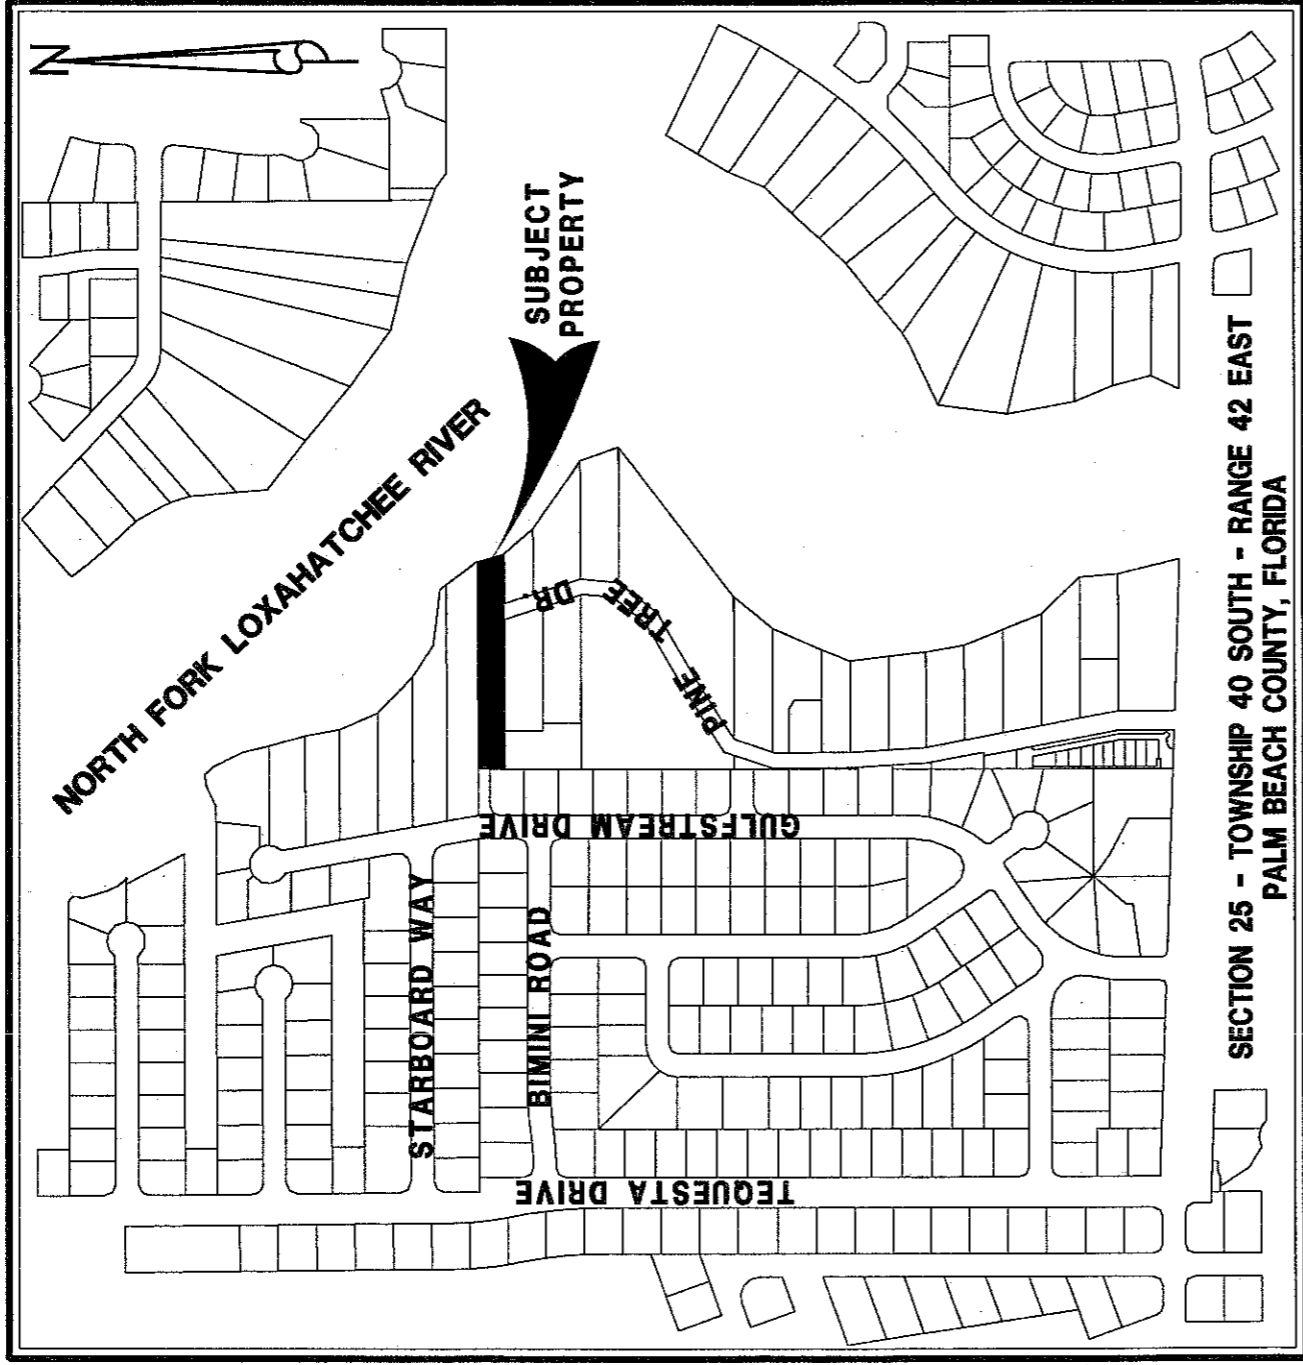 N
NORTH FORK LOXAHATCHEE RIVER
SUBJECT
PROPERTY
PINE TREE DR.
GULFSTREAM DRIVE
STARBOARD WAY
BIMINI ROAD
TEQUESTA DRIVE
SECTION 25 - TOWNSHIP 40 SOUTH - RANGE 42 EAST
PALM BEACH COUNTY, FLORIDA